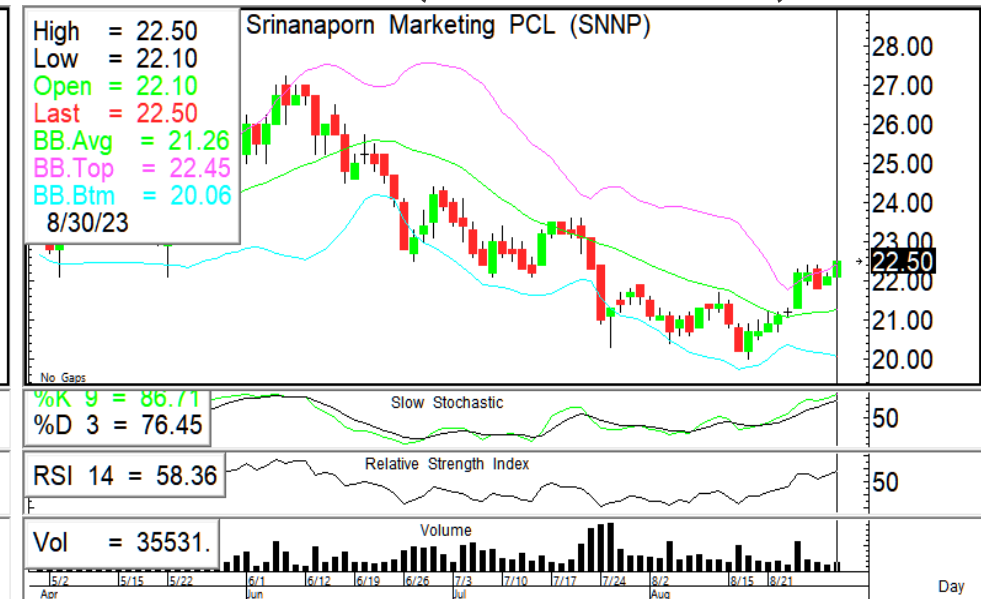 Srinanaporn Marketing PCL (SNNP)
High = 22.50
Low = 22.10
Open = 22.10
Last = 22.50
BB.Avg = 21.26
BB.Top = 22.45
BB.Btm = 20.06
8/30/23
28.00
27.00
26.00
25.00
24.00
23.00
22.50
22.00
21.00
20.00
No Gaps
%K 9 = 86.71
%D 3 = 76.45
Slow Stochastic
50
RSI 14 = 58.36
Relative Strength Index
50
Vol = 35531.
Volume
5/2 5/15 5/22 6/1 6/12 6/19 6/26 7/3 7/10 7/17 7/24 8/2 8/15 8/21
Apr Jun Jul Aug
Day